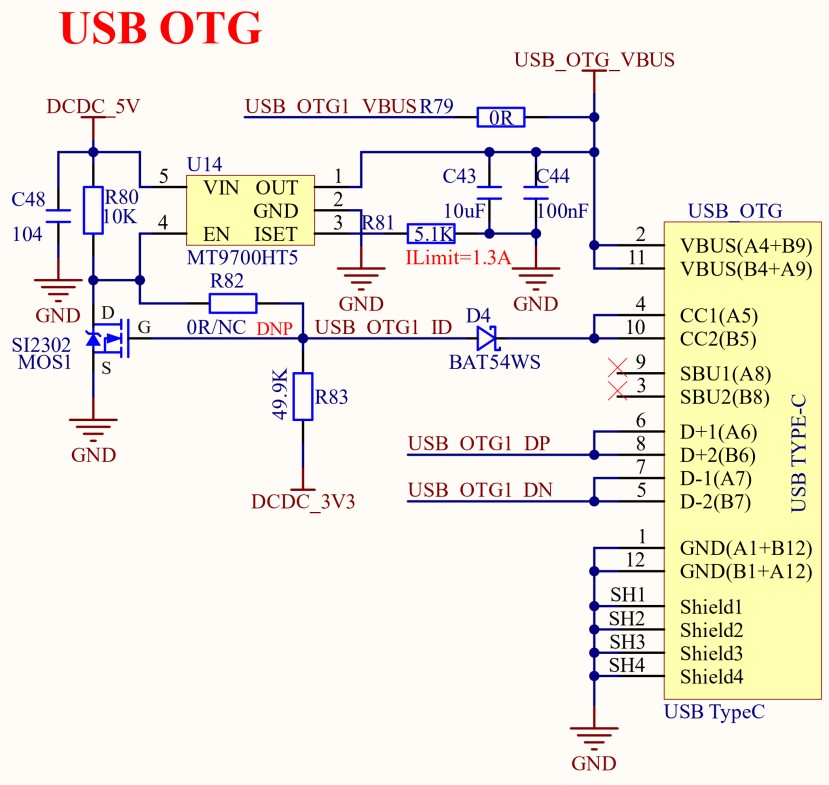 USB OTG
USB_OTG_VBUS
DCDC_5V
USB_OTG1_VBUS R79
0R
U14
5 VIN OUT 1
GND 2
4 EN ISET 3
MT9700HT5
C48
104
R80
10K
C43
10uF
C44
100nF
R81
5.1K
ILimit=1.3A
GND
GND
GND
R82
0R/NC DNP
USB_OTG1_ID
D4
BAT54WS
D
G
S
SI2302
MOS1
GND
49.9K
R83
DCDC_3V3
USB_OTG
2 VBUS(A4+B9)
11 VBUS(B4+A9)
4 CC1(A5)
10 CC2(B5)
9 SBU1(A8)
3 SBU2(B8)
6 D+1(A6)
USB_OTG1_DP
8 D+2(B6)
7 D-1(A7)
USB_OTG1_DN
5 D-2(B7)
1 GND(A1+B12)
12 GND(B1+A12)
SH1 Shield1
SH2 Shield2
SH3 Shield3
SH4 Shield4
USB TYPE-C
USB TypeC
GND